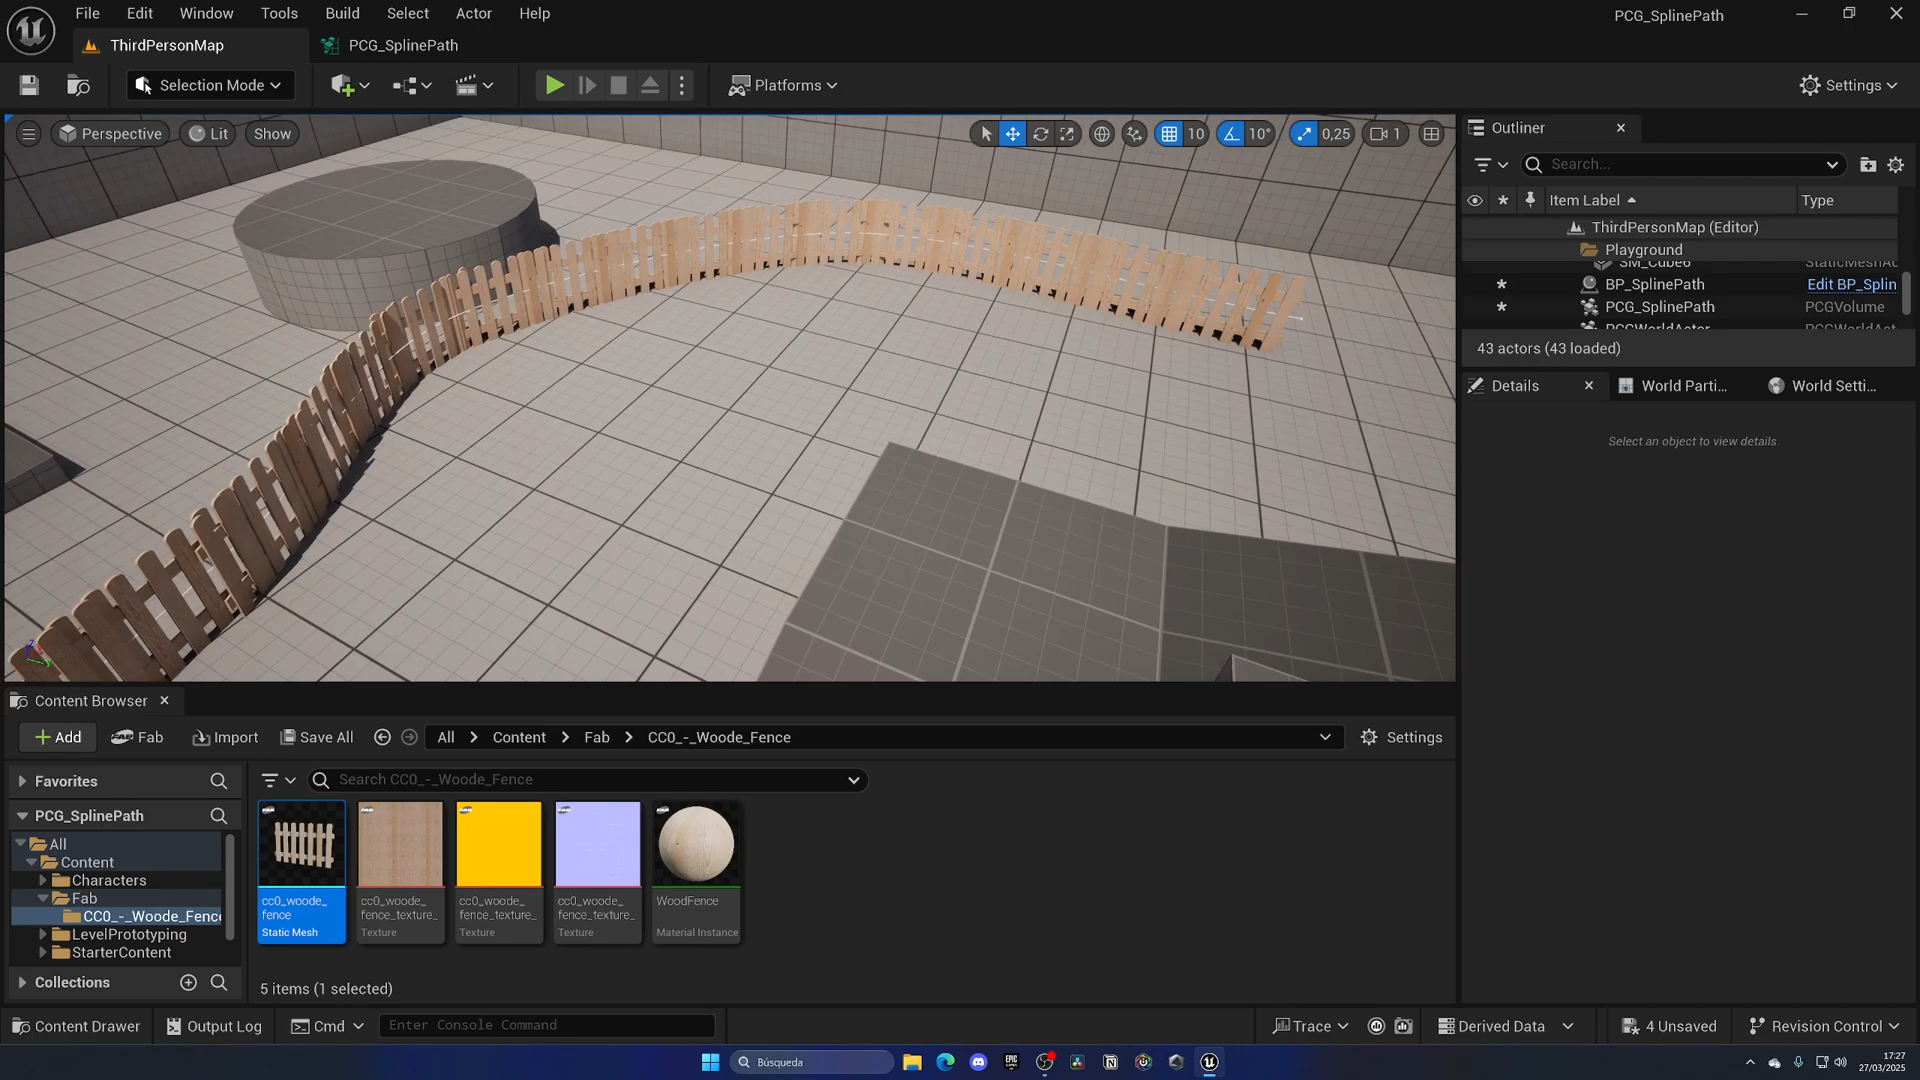 File Edit Window Tools Build Select Actor Help
PCG_SplinePath
ThirdPersonMap
PCG_SplinePath
Selection Mode
Platforms
Settings
Perspective Lit Show
10 10° 0,25 1
Outliner
Search...
Item Label Type
ThirdPersonMap (Editor)
Playground
SM_Cube6 StaticMeshAc
BP_SplinePath Edit BP_Splin
PCG_SplinePath PCGVolume
PCGWorldActor PCGWorldAct
43 actors (43 loaded)
Details World Parti... World Setti...
Select an object to view details.
Content Browser
Add Fab Import Save All All > Content > Fab > CC0_-_Woode_Fence Settings
Favorites
Search CC0_-_Woode_Fence
PCG_SplinePath
All
Content
Characters
Fab
CC0_-_Woode_Fence
LevelPrototyping
StarterContent
Collections
cc0_woode_
fence
Static Mesh
cc0_woode_
fence_texture_
Texture
cc0_woode_
fence_texture_
Texture
cc0_woode_
fence_texture_
Texture
WoodFence
Material Instance
5 items (1 selected)
Content Drawer Output Log Cmd Enter Console Command Trace Derived Data 4 Unsaved Revision Control
Búsqueda
EPIC
17:27
27/03/2025